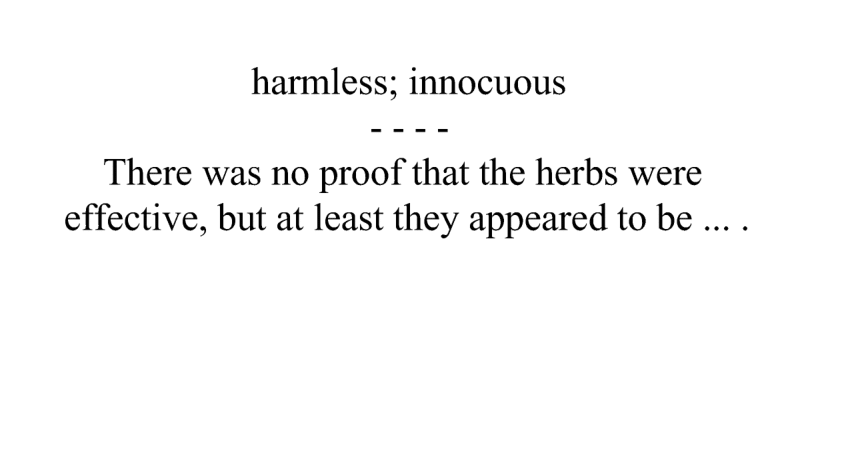 harmless; innocuous
- - - -
There was no proof that the herbs were
effective, but at least they appeared to be ... .